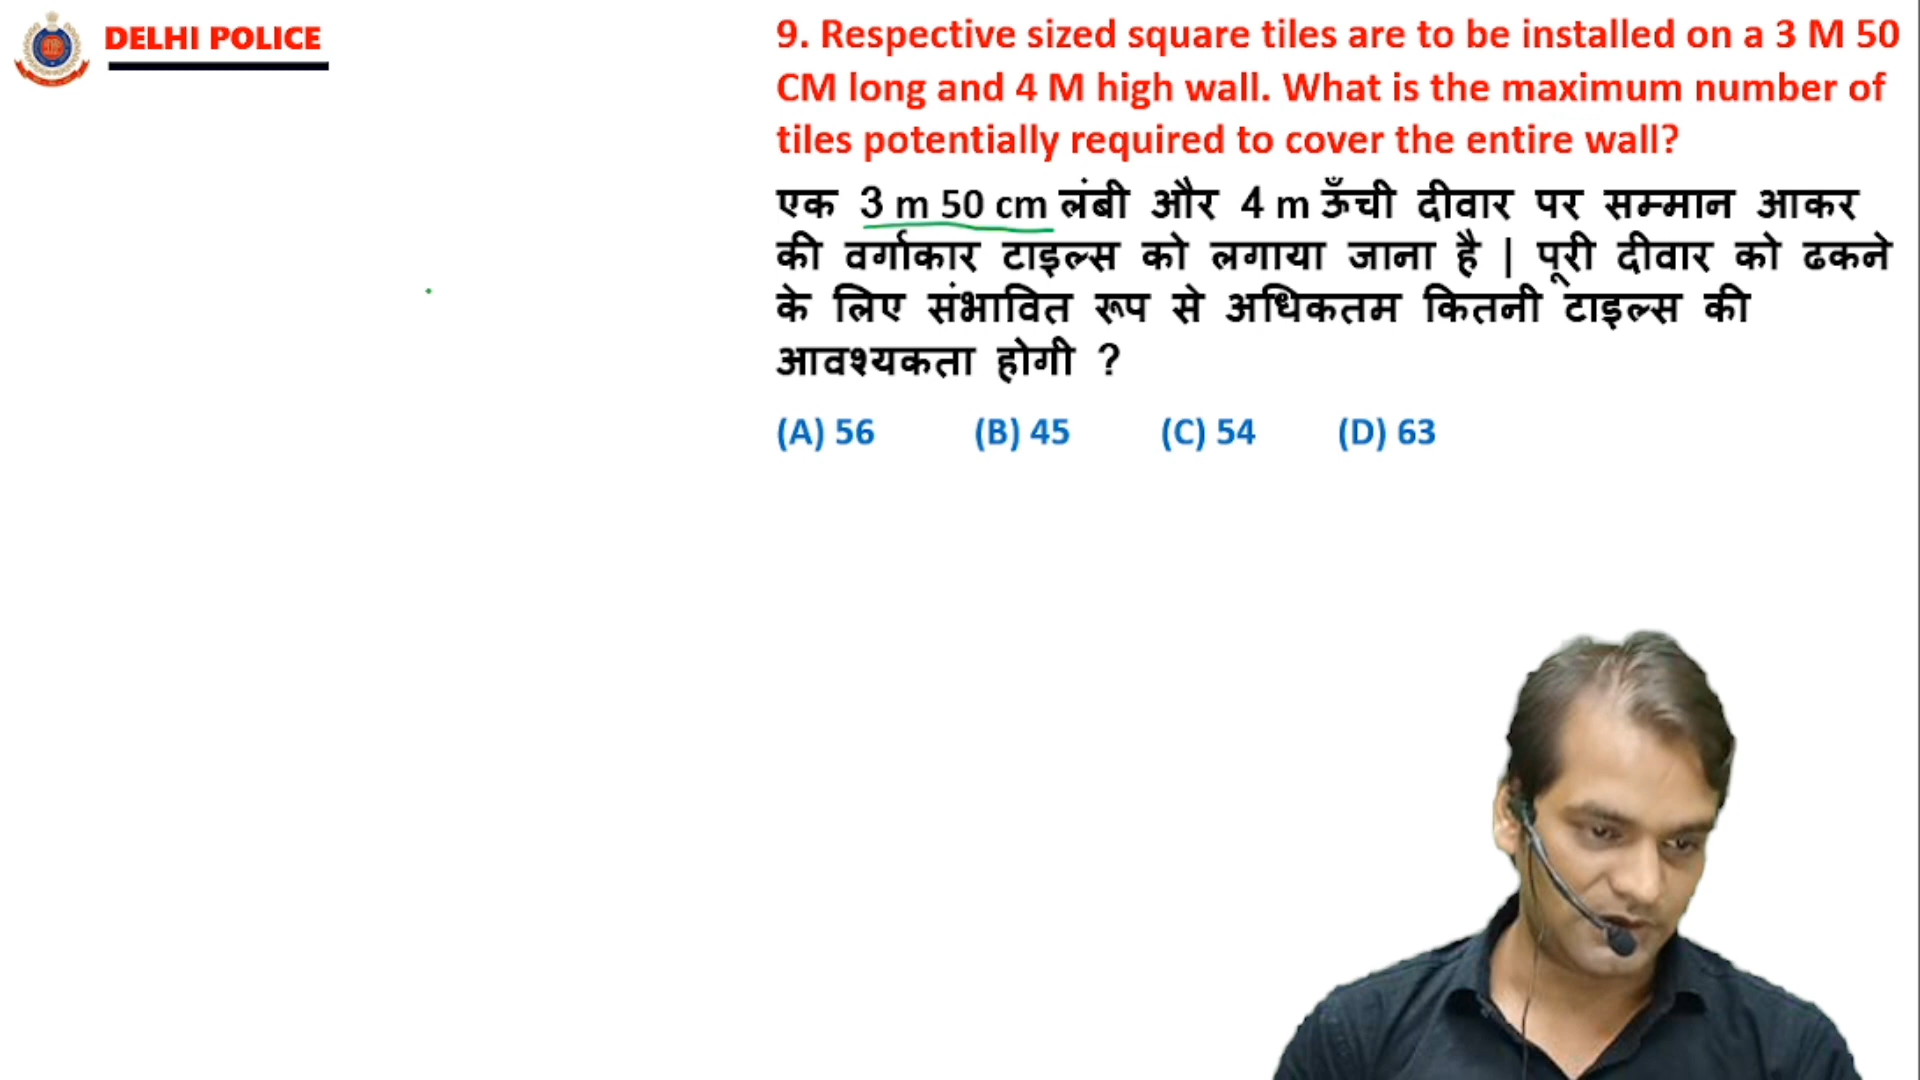 DELHI POLICE
9. Respective sized square tiles are to be installed on a 3 M 50
CM long and 4 M high wall. What is the maximum number of
tiles potentially required to cover the entire wall?
एक 3 m 50 cm लंबी और 4 m ऊँची दीवार पर सम्मान आकर
की वर्गाकार टाइल्स को लगाया जाना है | पूरी दीवार को ढकने
के लिए संभावित रूप से अधिकतम कितनी टाइल्स की
आवश्यकता होगी ?
(A) 56 (B) 45 (C) 54 (D) 63